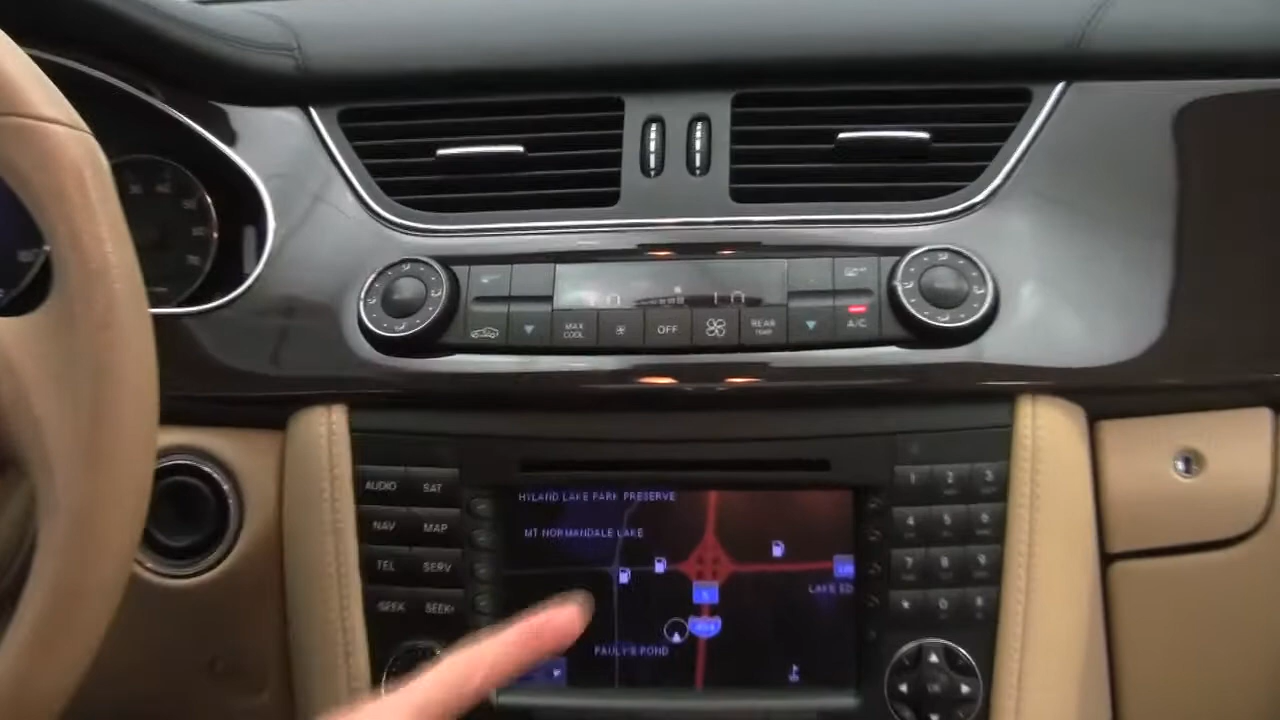 MAX COOL
OFF
REAR TEMP
A/C
AUDIO SAT
NAV MAP
TEL SERV
SEEK SEEK
HYLAND LAKE PARK PRESERVE
MT NORMANDALE LAKE
LAKE ED
PAULY'S POND
1 2 3
4 5 6
7 8 9
* 0 #